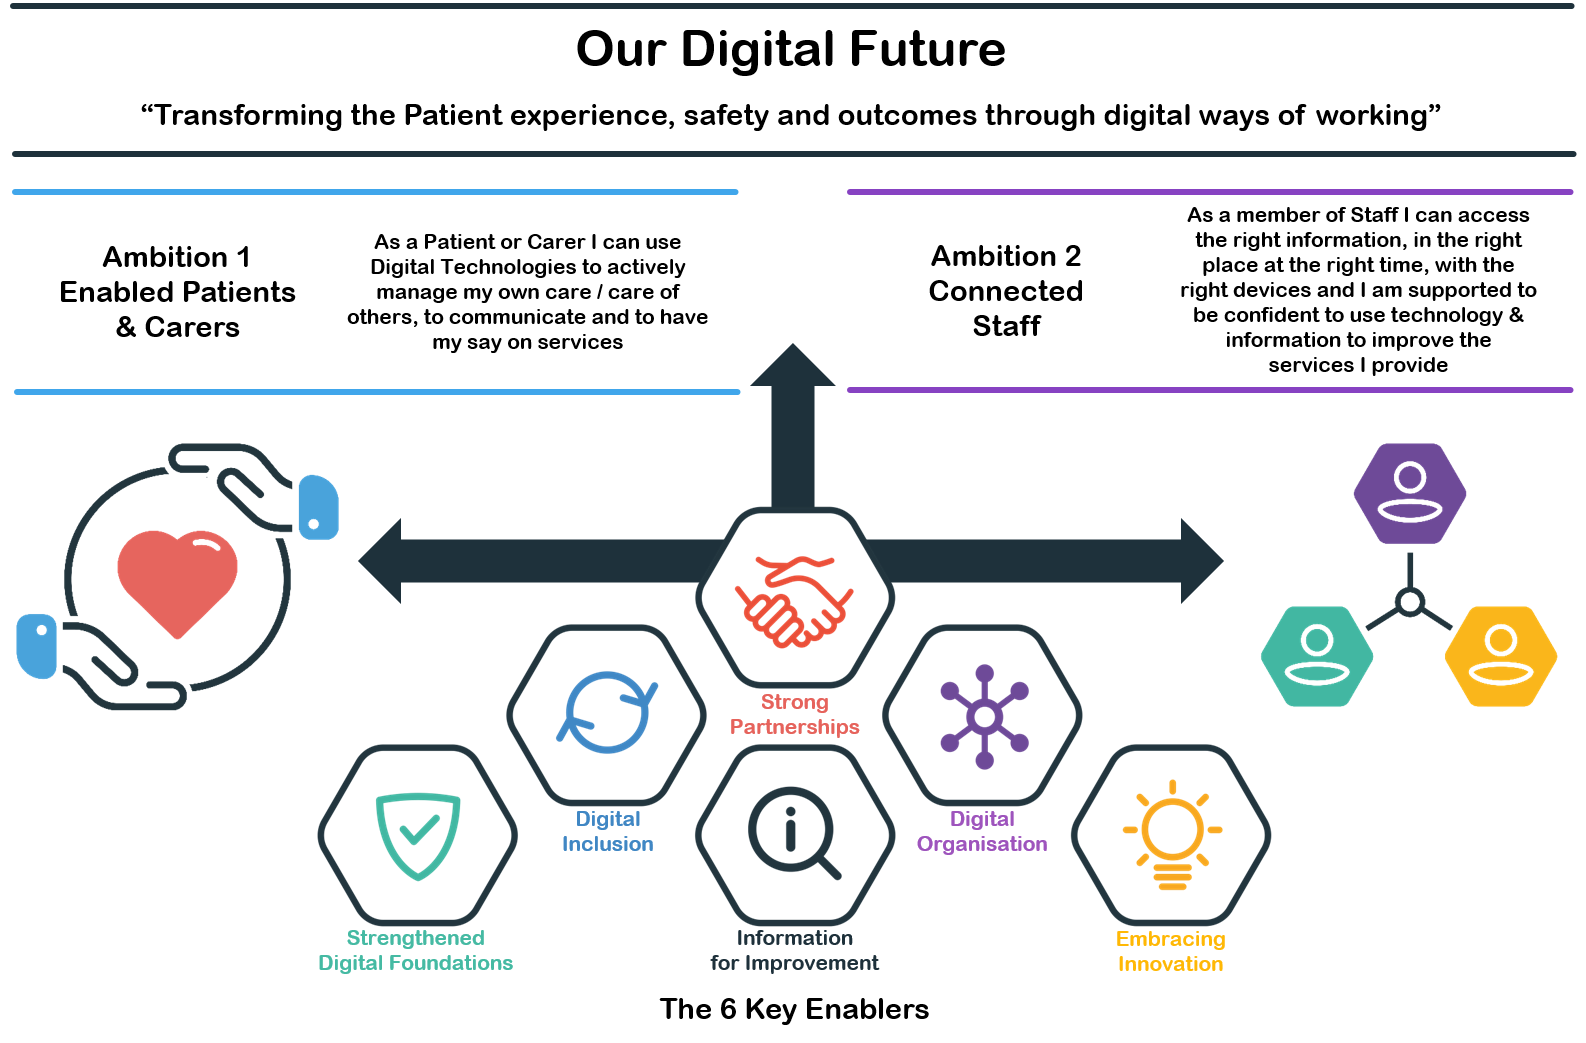 Our Digital Future
“Transforming the Patient experience, safety and outcomes through digital ways of working”
Ambition 1
Enabled Patients
& Carers
As a Patient or Carer I can use
Digital Technologies to actively
manage my own care / care of
others, to communicate and to have
my say on services
Ambition 2
Connected
Staff
As a member of Staff I can access
the right information, in the right
place at the right time, with the
right devices and I am supported to
be confident to use technology &
information to improve the
services I provide
Strong
Partnerships
Digital
Inclusion
Digital
Organisation
Strengthened
Digital Foundations
Information
for Improvement
Embracing
Innovation
The 6 Key Enablers